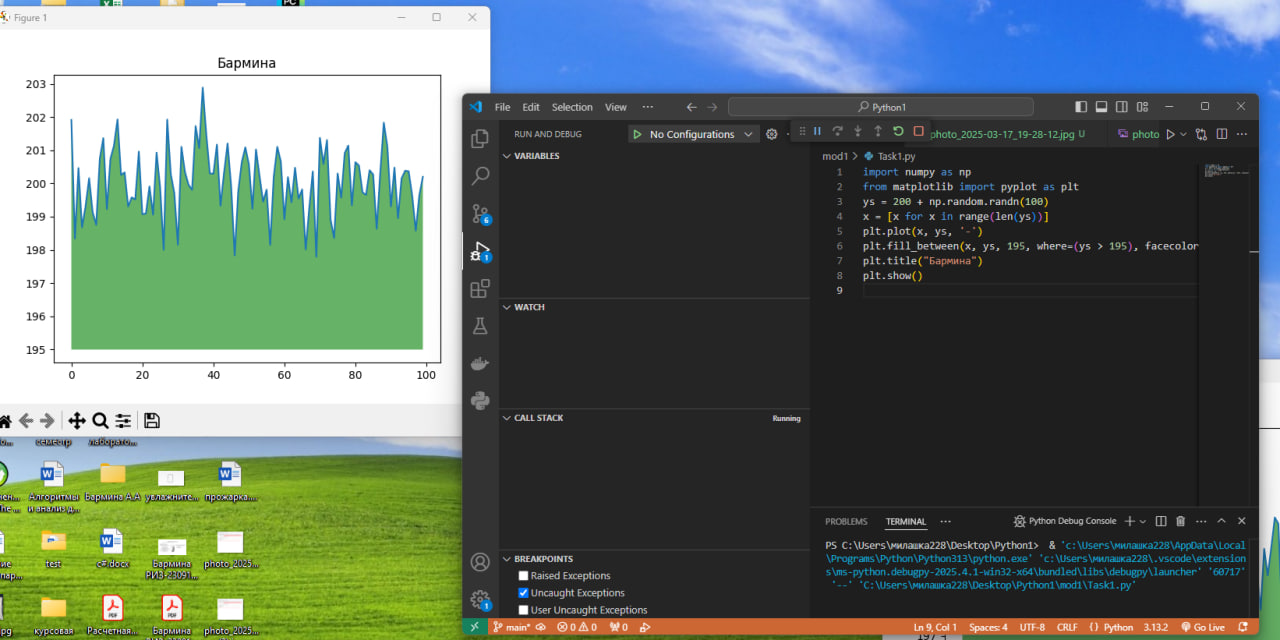 Figure 1
Бармина
203
202
201
200
199
198
197
196
195
0 20 40 60 80 100
семестр лаборато...
Алгоритмы и анализ д...
Бармина А.А
увлажните...
прожарка....
test
c# docx
Бармина РИЗ-23091...
photo_2025...
курсовая
Расчетная...
Бармина
photo_2025...
File Edit Selection View ···
Python1
RUN AND DEBUG
No Configurations
photo_2025-03-17_19-28-12.jpg U
photo
VARIABLES
mod1 > Task1.py
1 import numpy as np
2 from matplotlib import pyplot as plt
3 ys = 200 + np.random.randn(100)
4 x = [x for x in range(len(ys))]
5 plt.plot(x, ys, '-')
6 plt.fill_between(x, ys, 195, where=(ys > 195), facecolor
7 plt.title("Бармина")
8 plt.show()
9
WATCH
CALL STACK
Running
BREAKPOINTS
Raised Exceptions
Uncaught Exceptions
User Uncaught Exceptions
PROBLEMS TERMINAL ···
Python Debug Console
PS C:\Users\милашка228\Desktop\Python1> & 'c:\Users\милашка228\AppData\Local
\Programs\Python\Python313\python.exe' 'c:\Users\милашка228\.vscode\extension
s\ms-python.debugpy-2025.4.1-win32-x64\bundled\libs\debugpy\launcher' '60717'
'--' 'C:\Users\милашка228\Desktop\Python1\mod1\Task1.py'
main* 0 0 0 Ln 9, Col 1 Spaces: 4 UTF-8 CRLF {} Python 3.13.2 Go Live